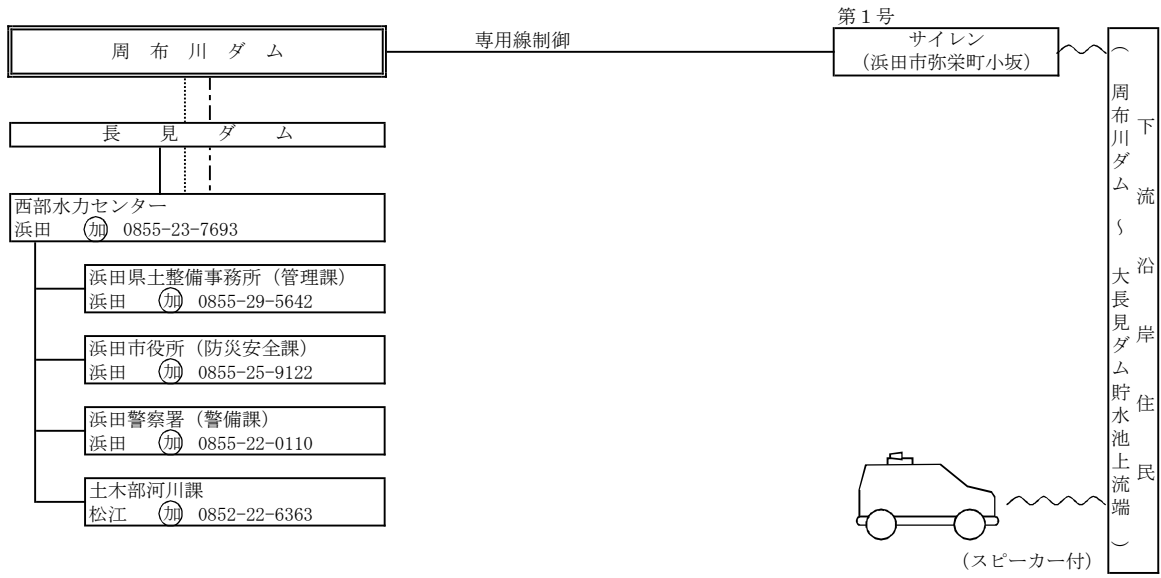 第１号
周　布　川　ダ　ム
専用線制御
サイレン
（浜田市弥栄町小坂）
長　見　ダ　ム
西部水力センター
浜田　㋕ 0855-23-7693
浜田県土整備事務所（管理課）
浜田　加 0855-29-5642
浜田市役所（防災安全課）
浜田　加 0855-25-9122
浜田警察署（警備課）
浜田　加 0855-22-0110
土木部河川課
松江　加 0852-22-6363
下流沿岸住民
（周布川ダム～大長見ダム貯水池上流端）
（スピーカー付）